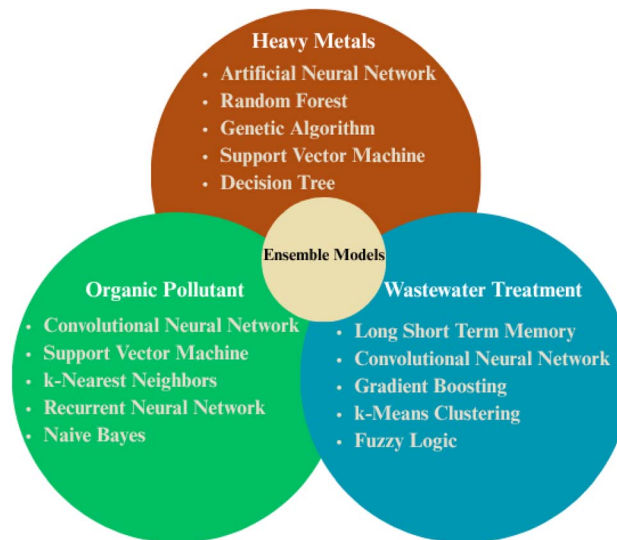 Heavy Metals
• Artificial Neural Network
• Random Forest
• Genetic Algorithm
• Support Vector Machine
• Decision Tree
Ensemble Models
Organic Pollutant
• Convolutional Neural Network
• Support Vector Machine
• k-Nearest Neighbors
• Recurrent Neural Network
• Naive Bayes
Wastewater Treatment
• Long Short Term Memory
• Convolutional Neural Network
• Gradient Boosting
• k-Means Clustering
• Fuzzy Logic